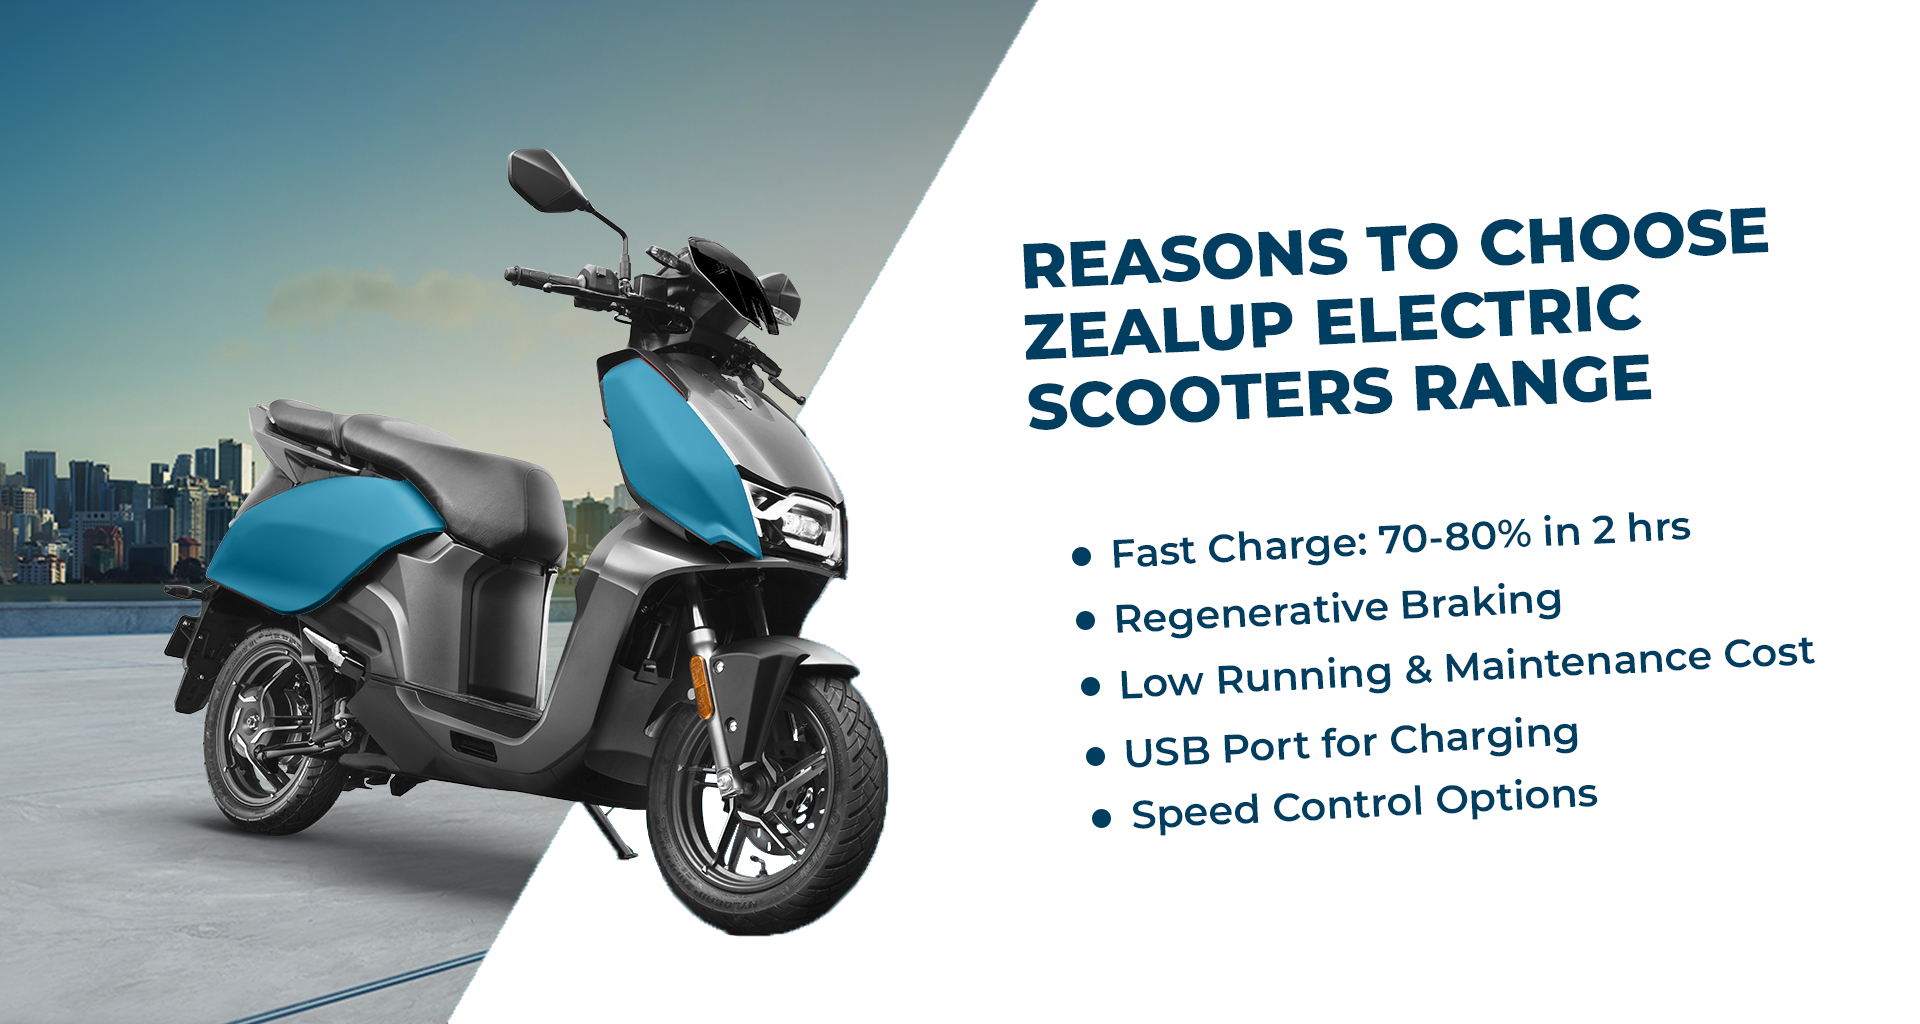 REASONS TO CHOOSE
ZEALUP ELECTRIC
SCOOTERS RANGE
• Fast Charge: 70-80% in 2 hrs
• Regenerative Braking
• Low Running & Maintenance Cost
• USB Port for Charging
• Speed Control Options